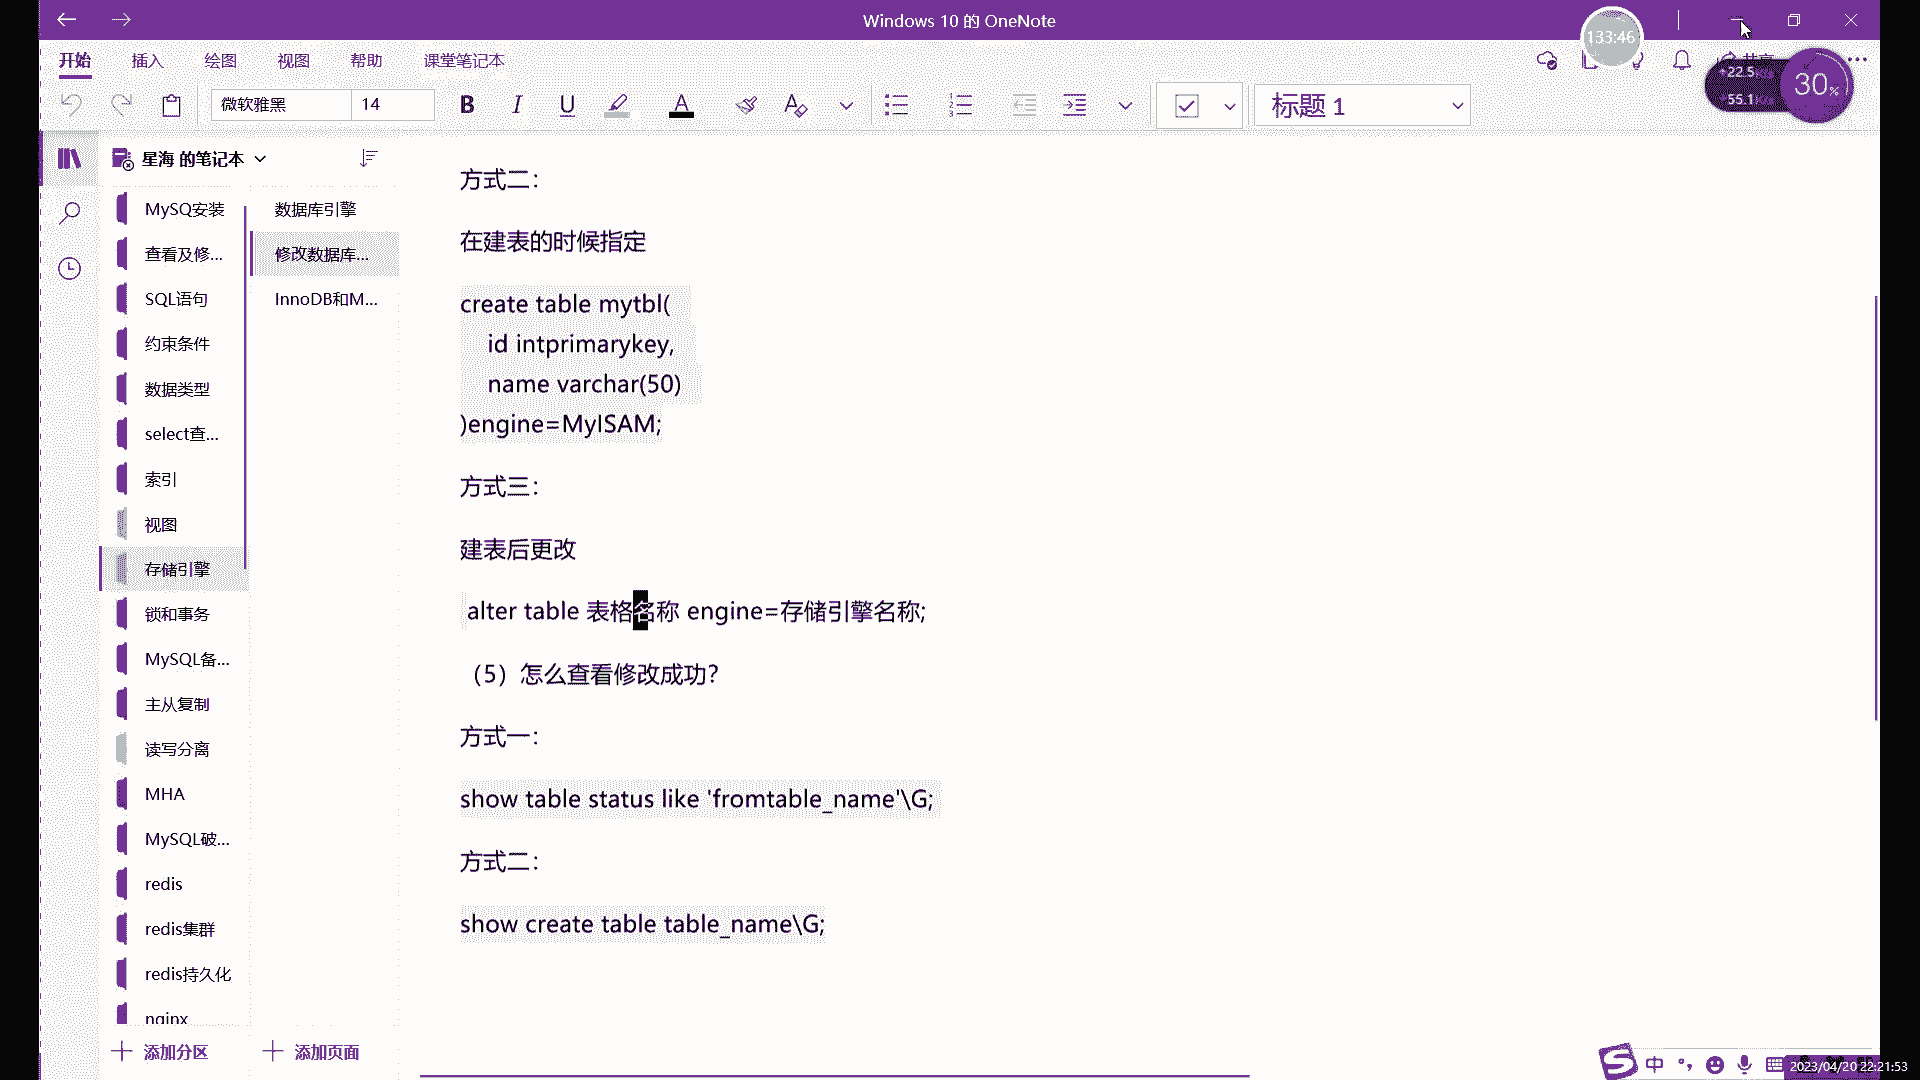 Windows 10 的 OneNote
133:46
开始 插入 绘图 视图 帮助 课堂笔记本
共享
+22.5K/s
55.1K/s
30%
微软雅黑 14 B I U A 标题 1
星海 的笔记本
MySQ安装
查看及修...
SQL语句
约束条件
数据类型
select查...
索引
视图
存储引擎
锁和事务
MySQL备...
主从复制
读写分离
MHA
MySQL破...
redis
redis集群
redis持久化
nginx
添加分区
数据库引擎
修改数据库...
InnoDB和M...
添加页面
方式二：
在建表的时候指定
create table mytbl(
id intprimarykey,
name varchar(50)
)engine=MyISAM;
方式三：
建表后更改
alter table 表格名称 engine=存储引擎名称;
（5）怎么查看修改成功？
方式一：
show table status like 'fromtable_name'\G;
方式二：
show create table table_name\G;
中
2023/04/20 22:21:53